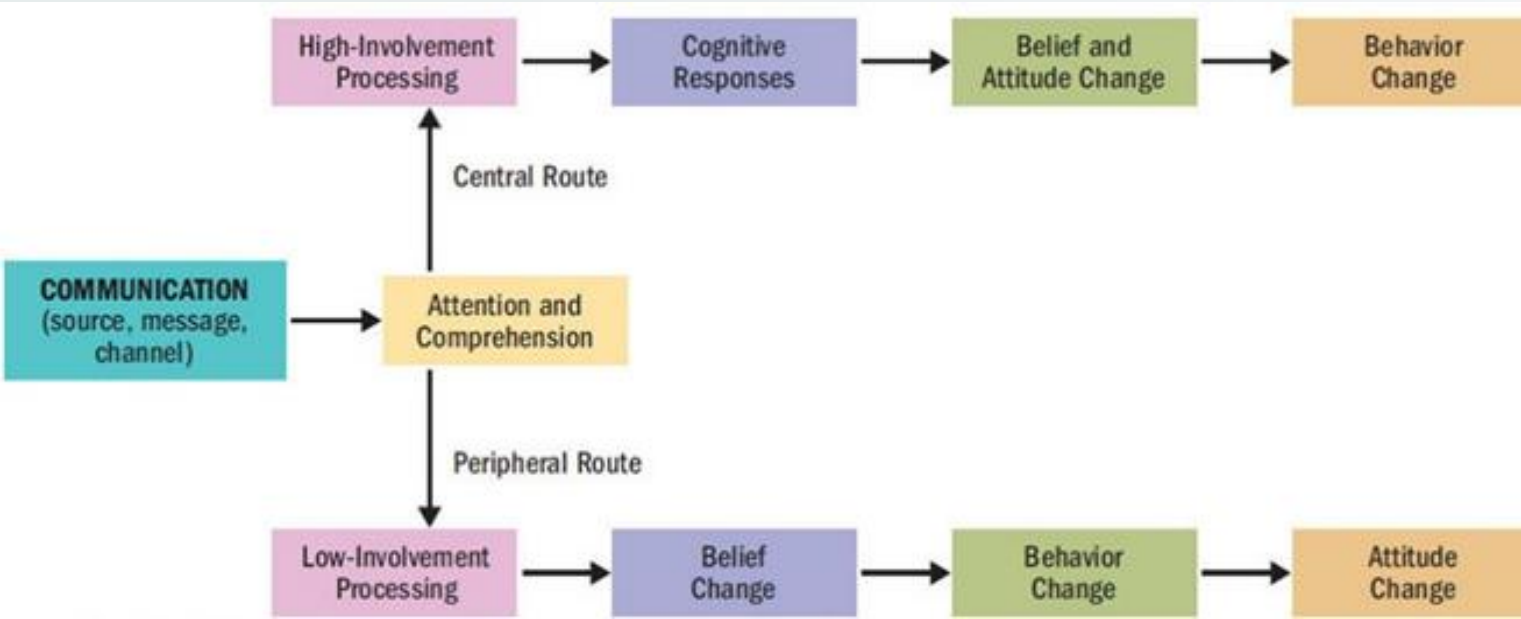 High-Involvement
Processing
Cognitive
Responses
Belief and
Attitude Change
Behavior
Change
Central Route
COMMUNICATION
(source, message,
channel)
Attention and
Comprehension
Peripheral Route
Low-Involvement
Processing
Belief
Change
Behavior
Change
Attitude
Change